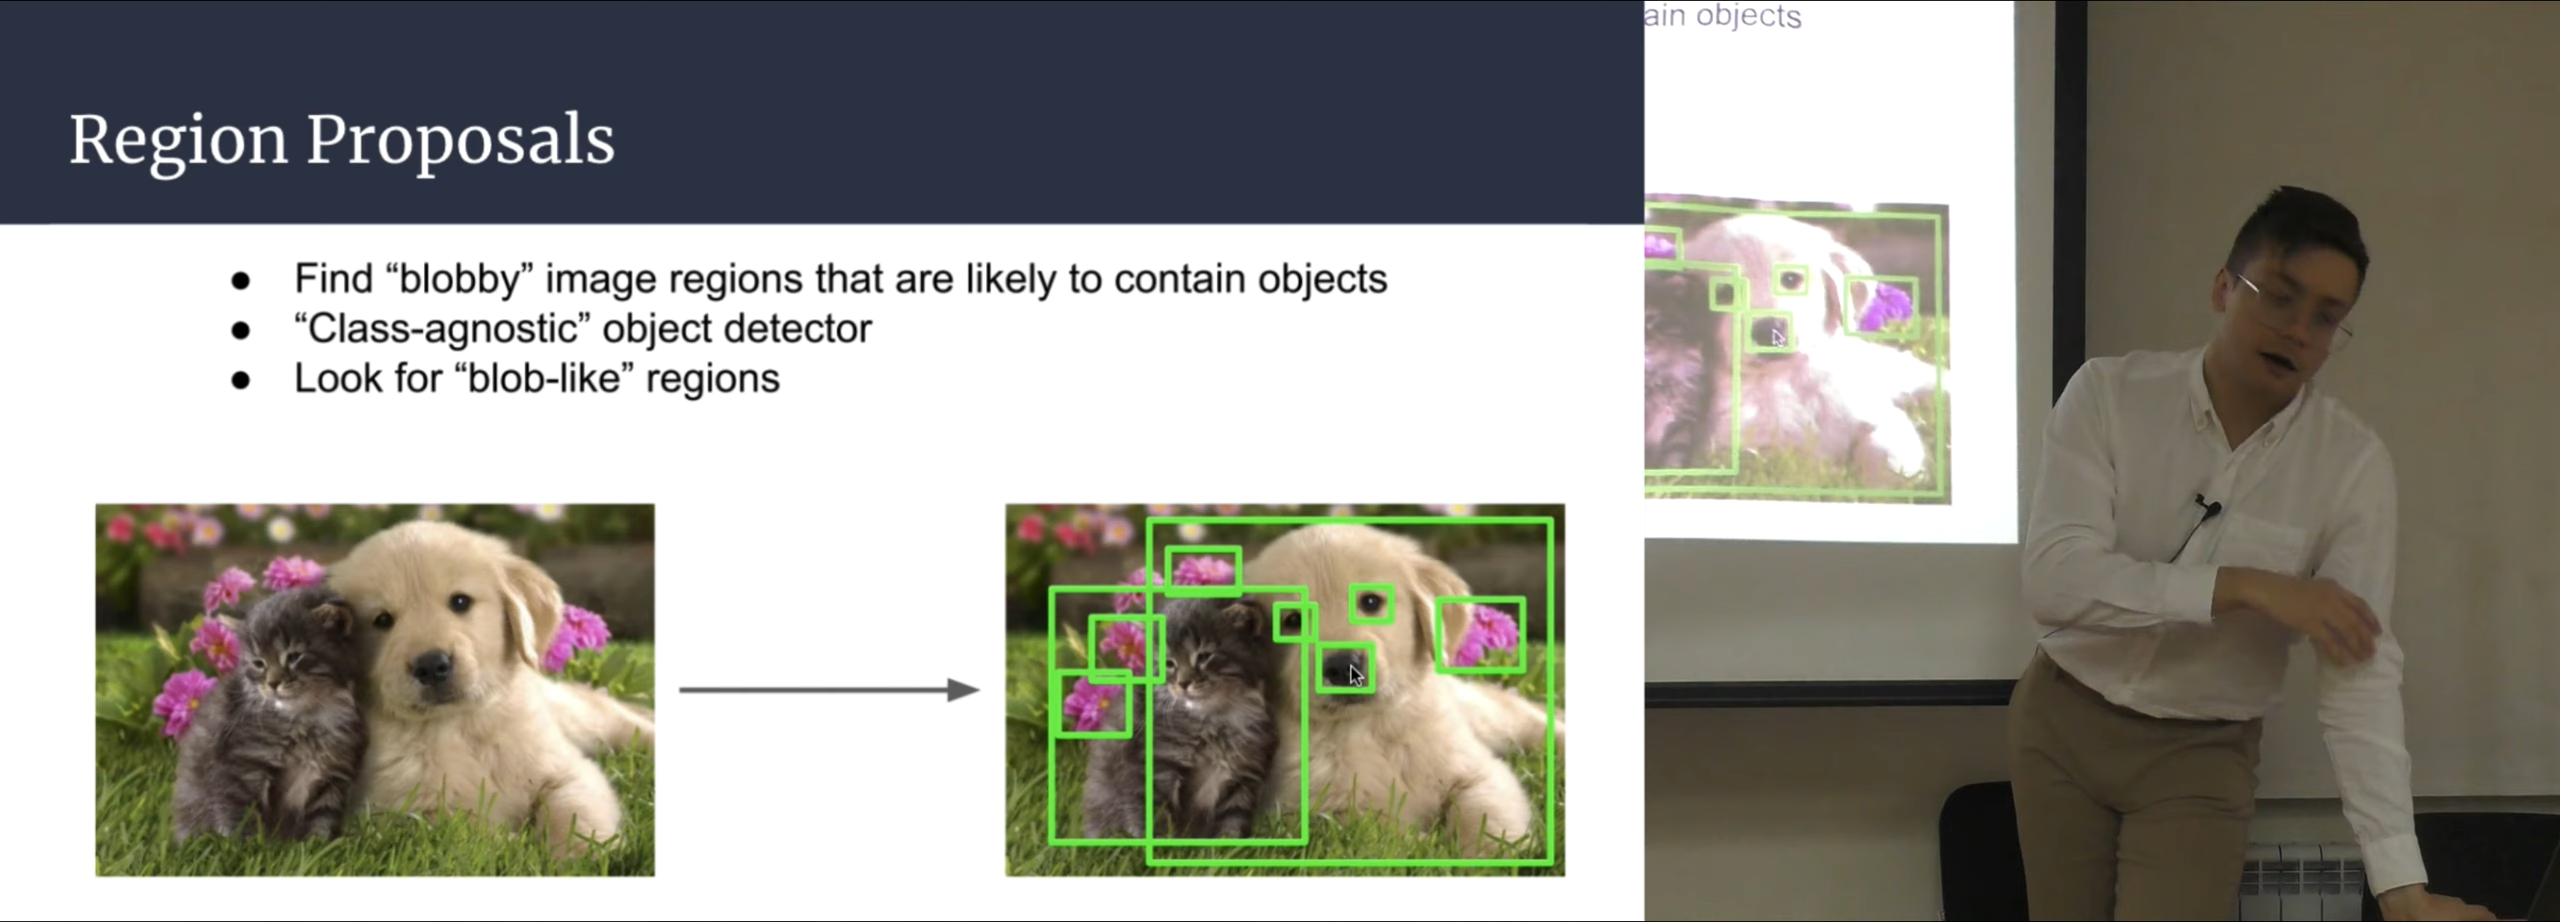 Region Proposals
● Find “blobby” image regions that are likely to contain objects
● “Class-agnostic” object detector
● Look for “blob-like” regions
ain objects